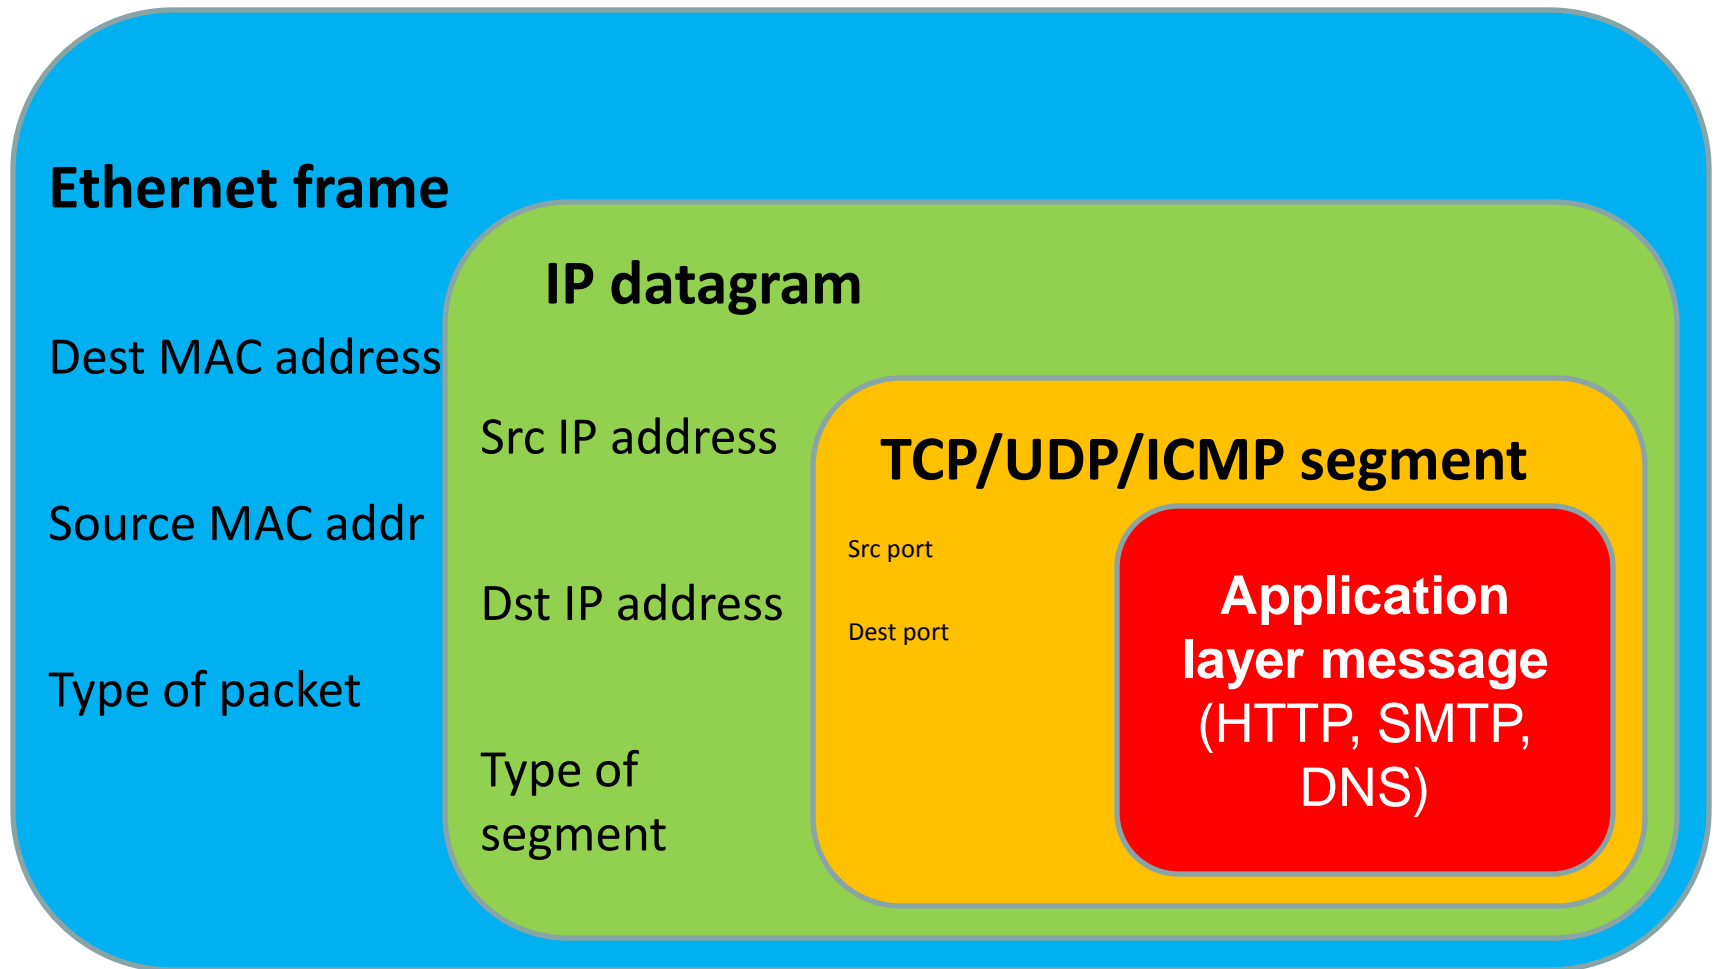 Ethernet frame
Dest MAC address
Source MAC addr
Type of packet
IP datagram
Src IP address
Dst IP address
Type of
segment
TCP/UDP/ICMP segment
Src port
Dest port
Application
layer message
(HTTP, SMTP,
DNS)